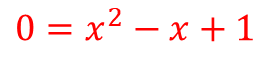 0 = x² − x + 1